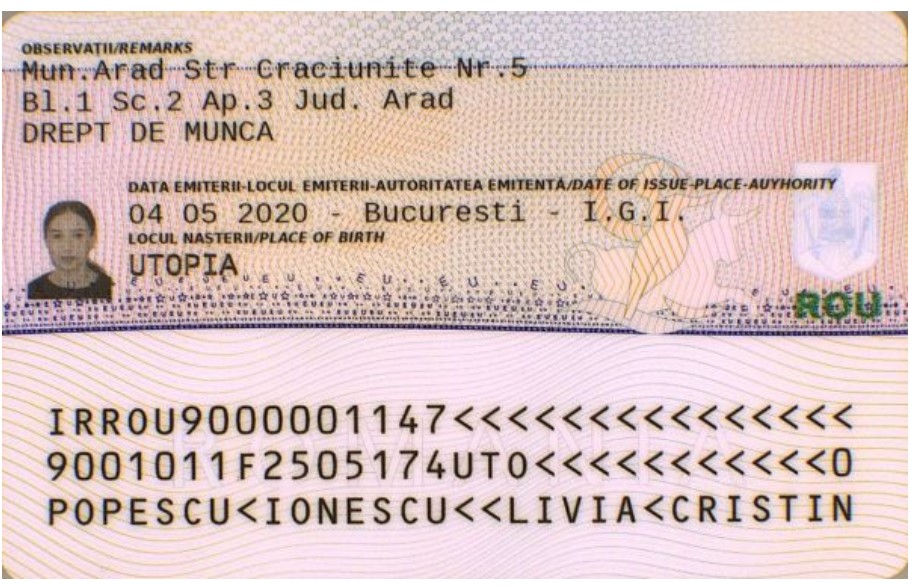 OBSERVAȚII/REMARKS
Mun.Arad Str Craciunite Nr.5
Bl.1 Sc.2 Ap.3 Jud. Arad
DREPT DE MUNCA
DATA EMITERII-LOCUL EMITERII-AUTORITATEA EMITENTĂ/DATE OF ISSUE-PLACE-AUYHORITY
04 05 2020 - Bucuresti - I.G.I.
LOCUL NASTERII/PLACE OF BIRTH
UTOPIA
ROU
ROMANIA
IRROU9000001147<<<<<<<<<<<<<<<
9001011F2505174UTO<<<<<<<<<<<0
POPESCU<IONESCU<<LIVIA<CRISTIN